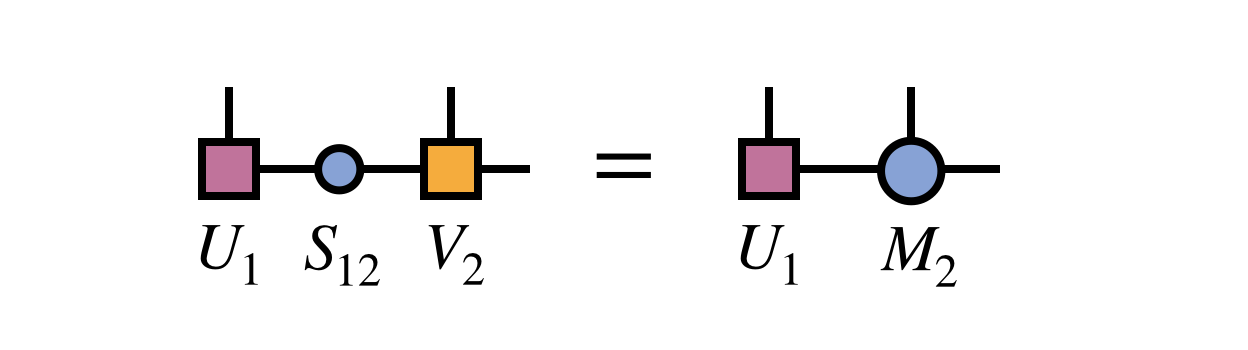 =
U₁ S₁₂ V₂ U₁ M₂